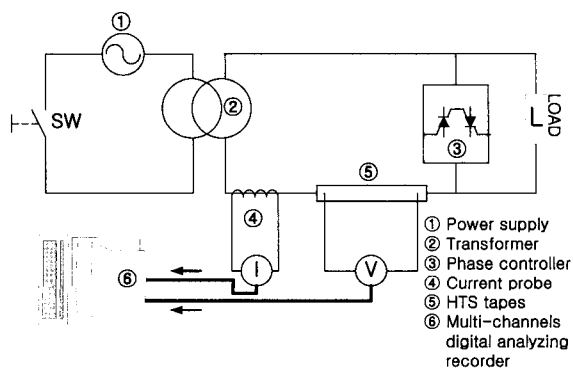 ①
SW
②
③
LOAD
④
⑤
I
V
⑥
① Power supply
② Transformer
③ Phase controller
④ Current probe
⑤ HTS tapes
⑥ Multi-channels
digital analyzing
recorder